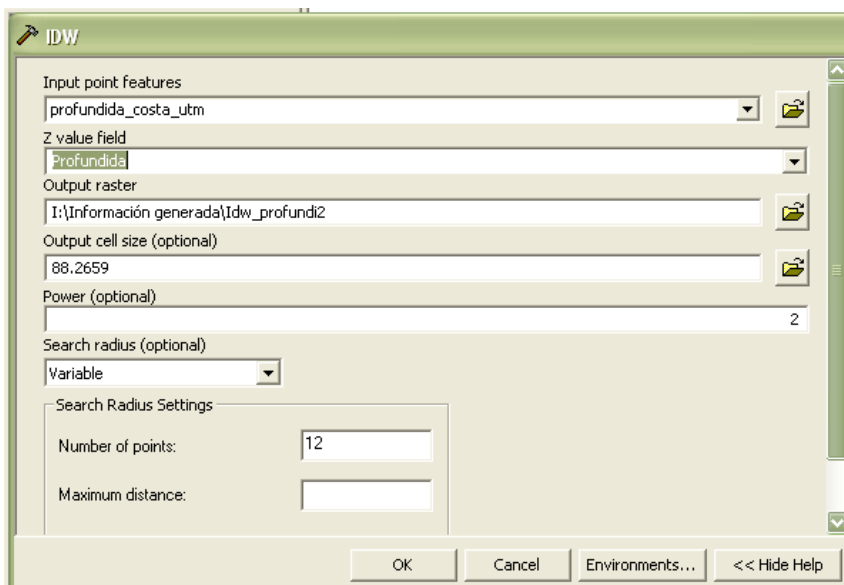 IDW
Input point features
profundida_costa_utm
Z value field
Profundida
Output raster
I:\Información generada\Idw_profundi2
Output cell size (optional)
88.2659
Power (optional)
2
Search radius (optional)
Variable
Search Radius Settings
Number of points:
12
Maximum distance:
OK
Cancel
Environments...
<< Hide Help